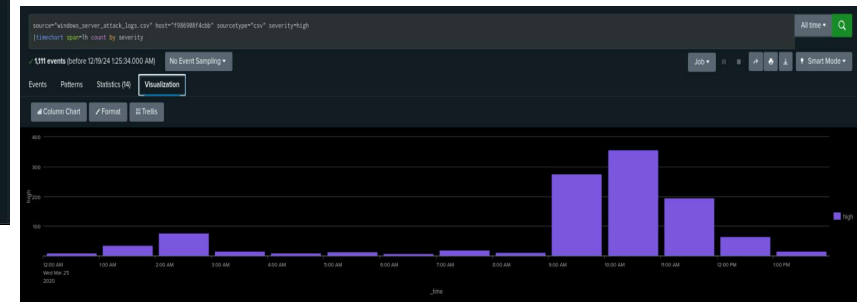 source="windows_server_attack_logs.csv" host="f986908f4cbb" sourcetype="csv" severity=high
|timechart span=1h count by severity
All time
✓ 1,111 events (before 12/19/24 1:25:34.000 AM) No Event Sampling
Job Smart Mode
Events Patterns Statistics (14) Visualization
Column Chart Format Trellis
400
300
200
100
high
high
12:00 AM 1:00 AM 2:00 AM 3:00 AM 4:00 AM 5:00 AM 6:00 AM 7:00 AM 8:00 AM 9:00 AM 10:00 AM 11:00 AM 12:00 PM 1:00 PM
Wed Mar 25
2020
_time